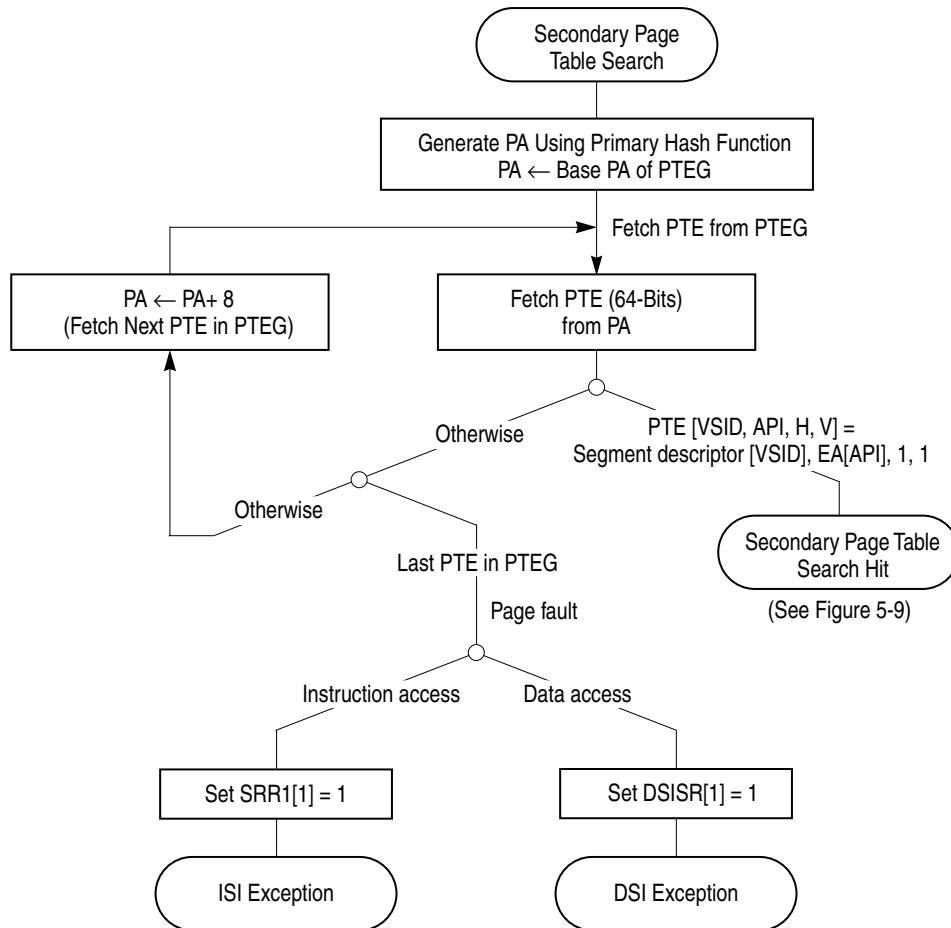 Secondary Page
Table Search
Generate PA Using Primary Hash Function
PA ← Base PA of PTEG
Fetch PTE from PTEG
PA ← PA+ 8
(Fetch Next PTE in PTEG)
Fetch PTE (64-Bits)
from PA
Otherwise
PTE [VSID, API, H, V] =
Segment descriptor [VSID], EA[API], 1, 1
Otherwise
Secondary Page Table
Search Hit
(See Figure 5-9)
Last PTE in PTEG
Page fault
Instruction access
Data access
Set SRR1[1] = 1
Set DSISR[1] = 1
ISI Exception
DSI Exception